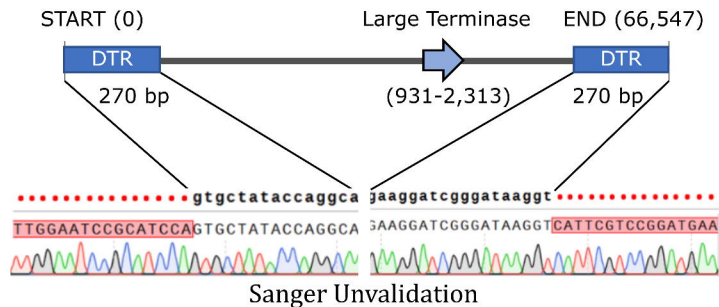 START (0) Large Terminase END (66,547)
DTR DTR
270 bp (931-2,313) 270 bp
gtgctataccaggca gaaggatcgggataaggt
TTGGAATCCGCATCCAGTGCTATACCAGGCA GAAGGATCGGGATAAGGTCATTCGTCCGGATGAA
Sanger Unvalidation